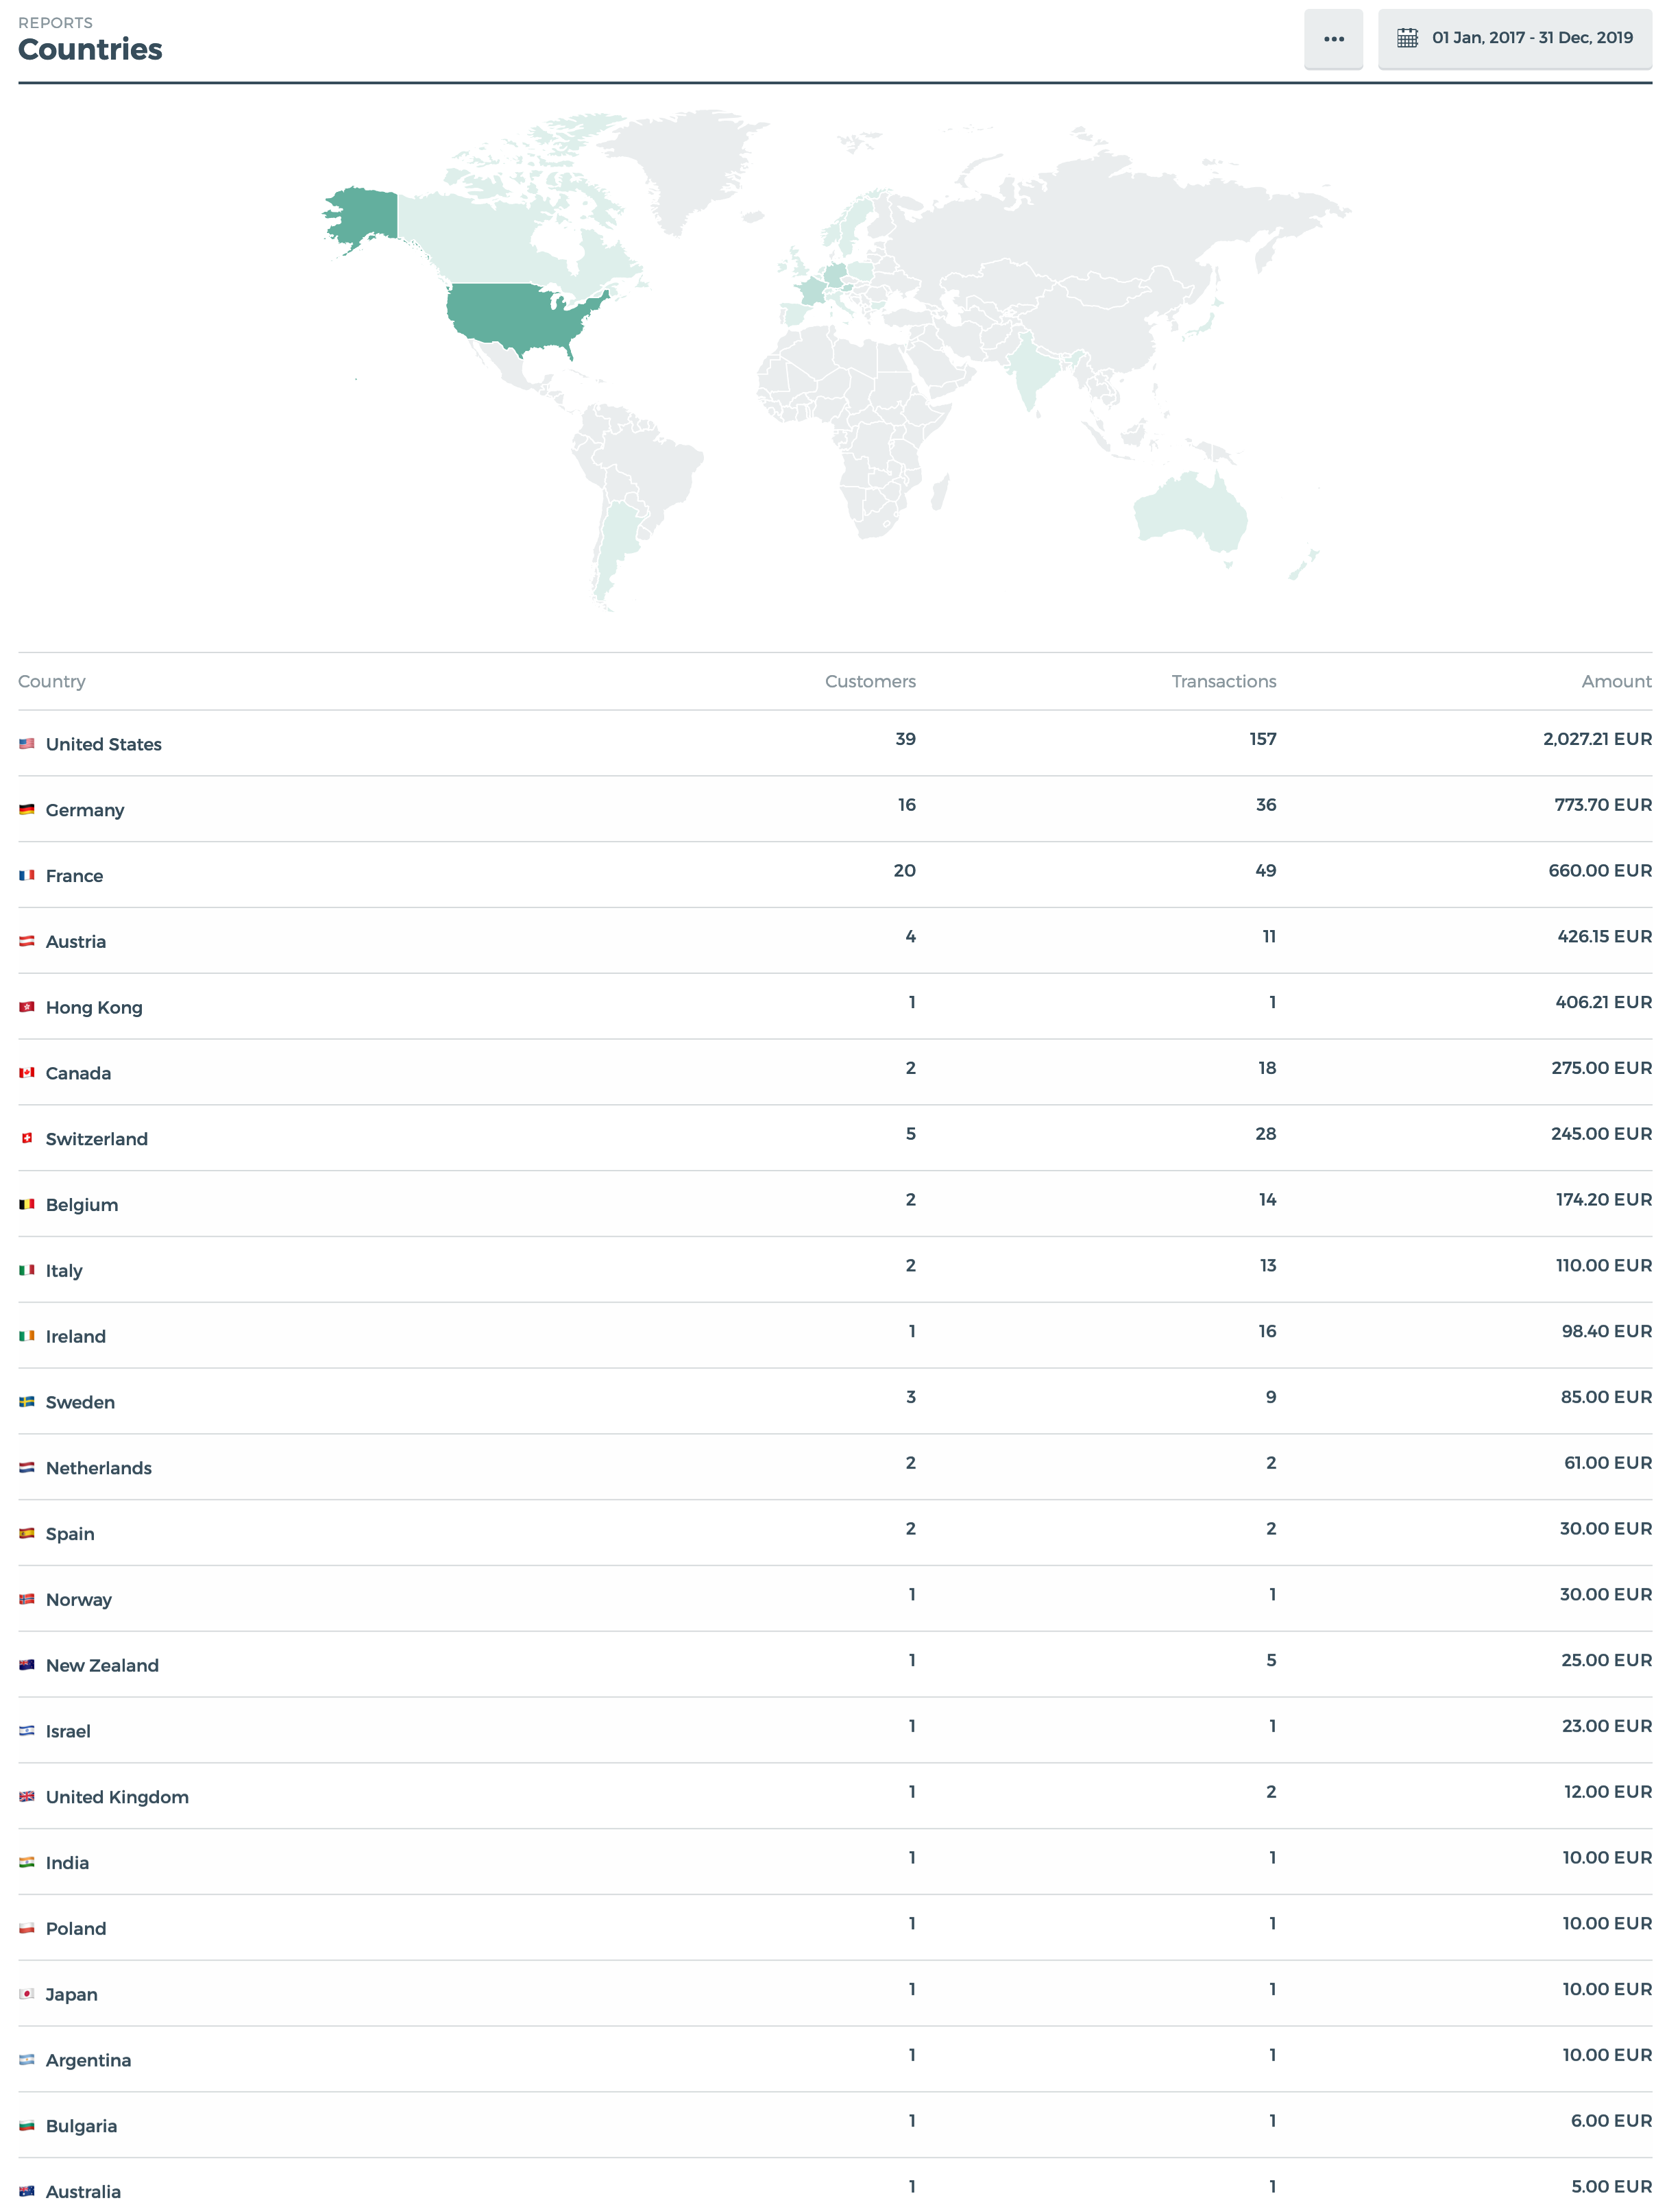 REPORTS
Countries
01 Jan, 2017 - 31 Dec, 2019
Country Customers Transactions Amount
United States 39 157 2,027.21 EUR
Germany 16 36 773.70 EUR
France 20 49 660.00 EUR
Austria 4 11 426.15 EUR
Hong Kong 1 1 406.21 EUR
Canada 2 18 275.00 EUR
Switzerland 5 28 245.00 EUR
Belgium 2 14 174.20 EUR
Italy 2 13 110.00 EUR
Ireland 1 16 98.40 EUR
Sweden 3 9 85.00 EUR
Netherlands 2 2 61.00 EUR
Spain 2 2 30.00 EUR
Norway 1 1 30.00 EUR
New Zealand 1 5 25.00 EUR
Israel 1 1 23.00 EUR
United Kingdom 1 2 12.00 EUR
India 1 1 10.00 EUR
Poland 1 1 10.00 EUR
Japan 1 1 10.00 EUR
Argentina 1 1 10.00 EUR
Bulgaria 1 1 6.00 EUR
Australia 1 1 5.00 EUR